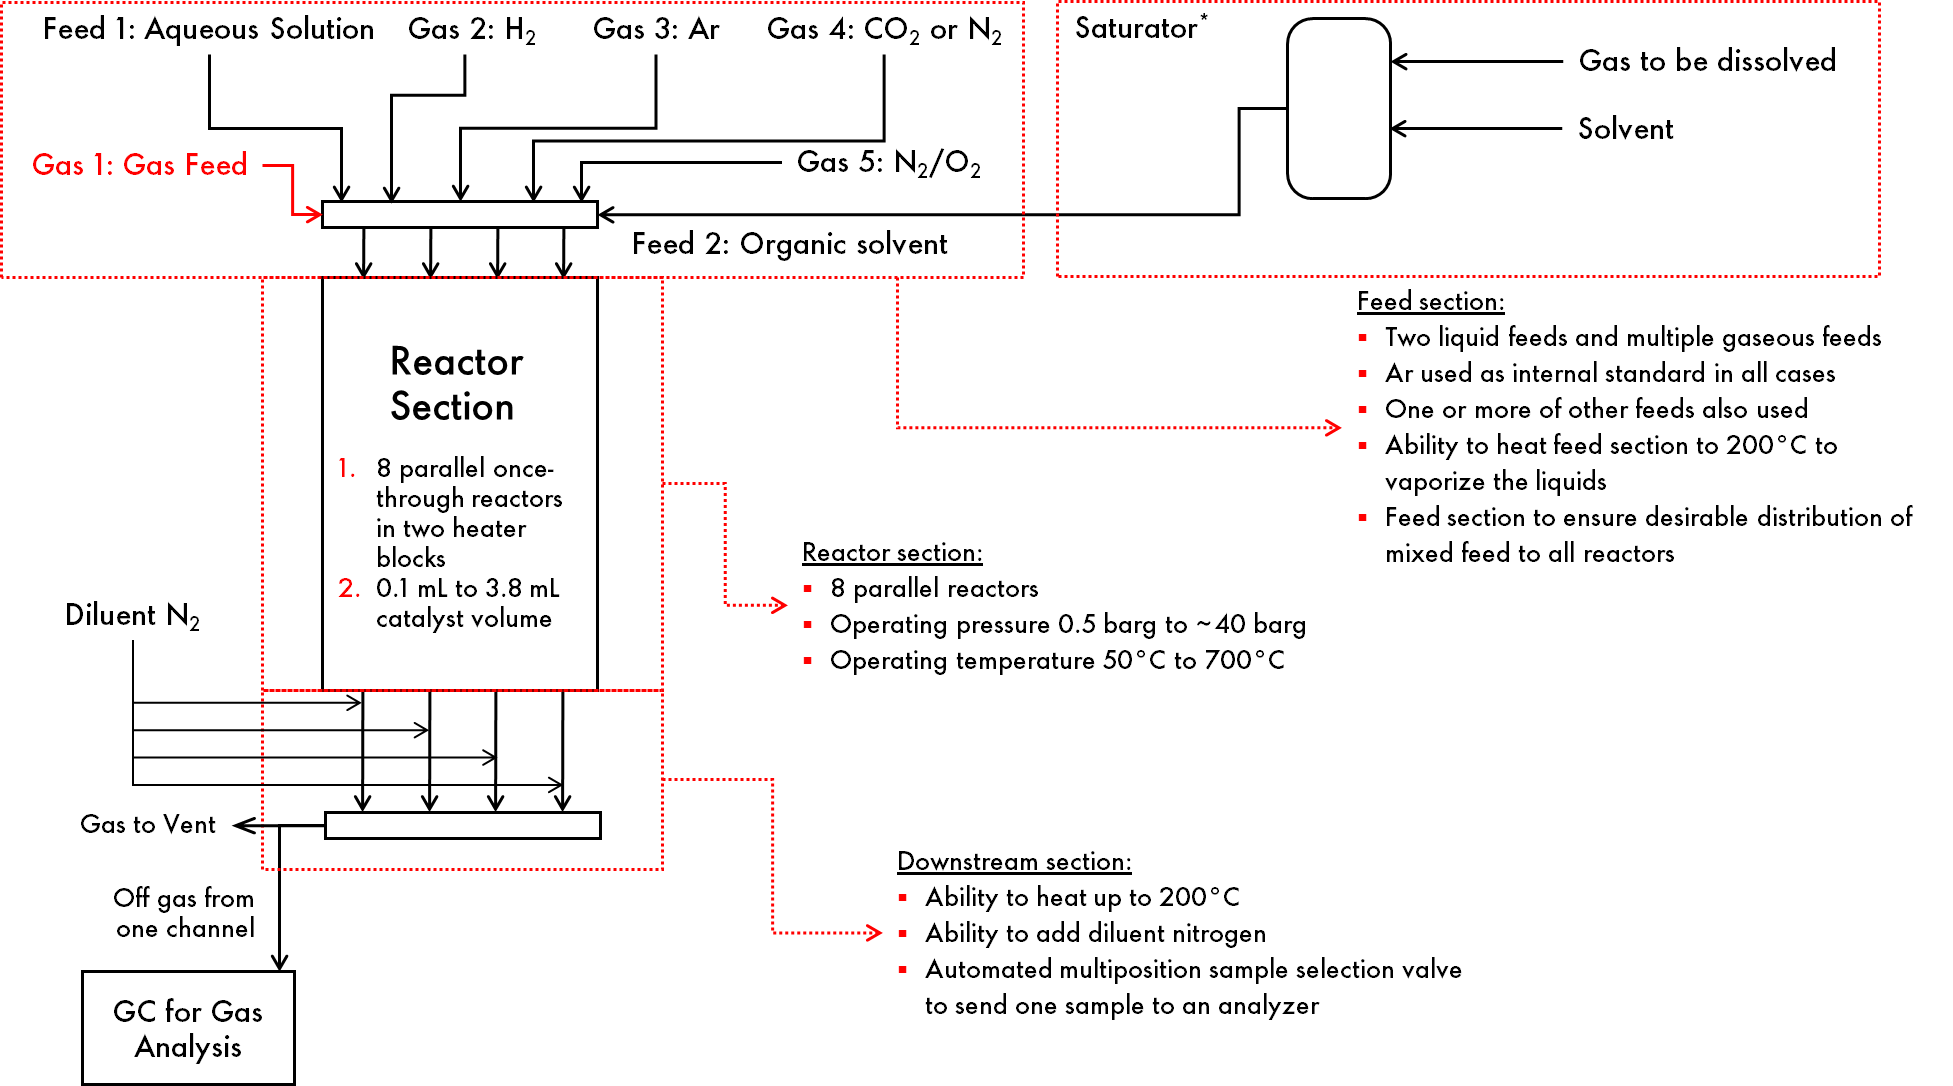 Feed 1: Aqueous Solution
Gas 2: H₂
Gas 3: Ar
Gas 4: CO₂ or N₂
Gas 1: Gas Feed
Gas 5: N₂/O₂
Feed 2: Organic solvent
Saturator*
Gas to be dissolved
Solvent
Feed section:
▪ Two liquid feeds and multiple gaseous feeds
▪ Ar used as internal standard in all cases
▪ One or more of other feeds also used
▪ Ability to heat feed section to 200°C to
vaporize the liquids
▪ Feed section to ensure desirable distribution of
mixed feed to all reactors
Reactor
Section
1. 8 parallel once-
through reactors
in two heater
blocks
2. 0.1 mL to 3.8 mL
catalyst volume
Reactor section:
▪ 8 parallel reactors
▪ Operating pressure 0.5 barg to ~40 barg
▪ Operating temperature 50°C to 700°C
Diluent N₂
Gas to Vent
Off gas from
one channel
GC for Gas
Analysis
Downstream section:
▪ Ability to heat up to 200°C
▪ Ability to add diluent nitrogen
▪ Automated multiposition sample selection valve
to send one sample to an analyzer